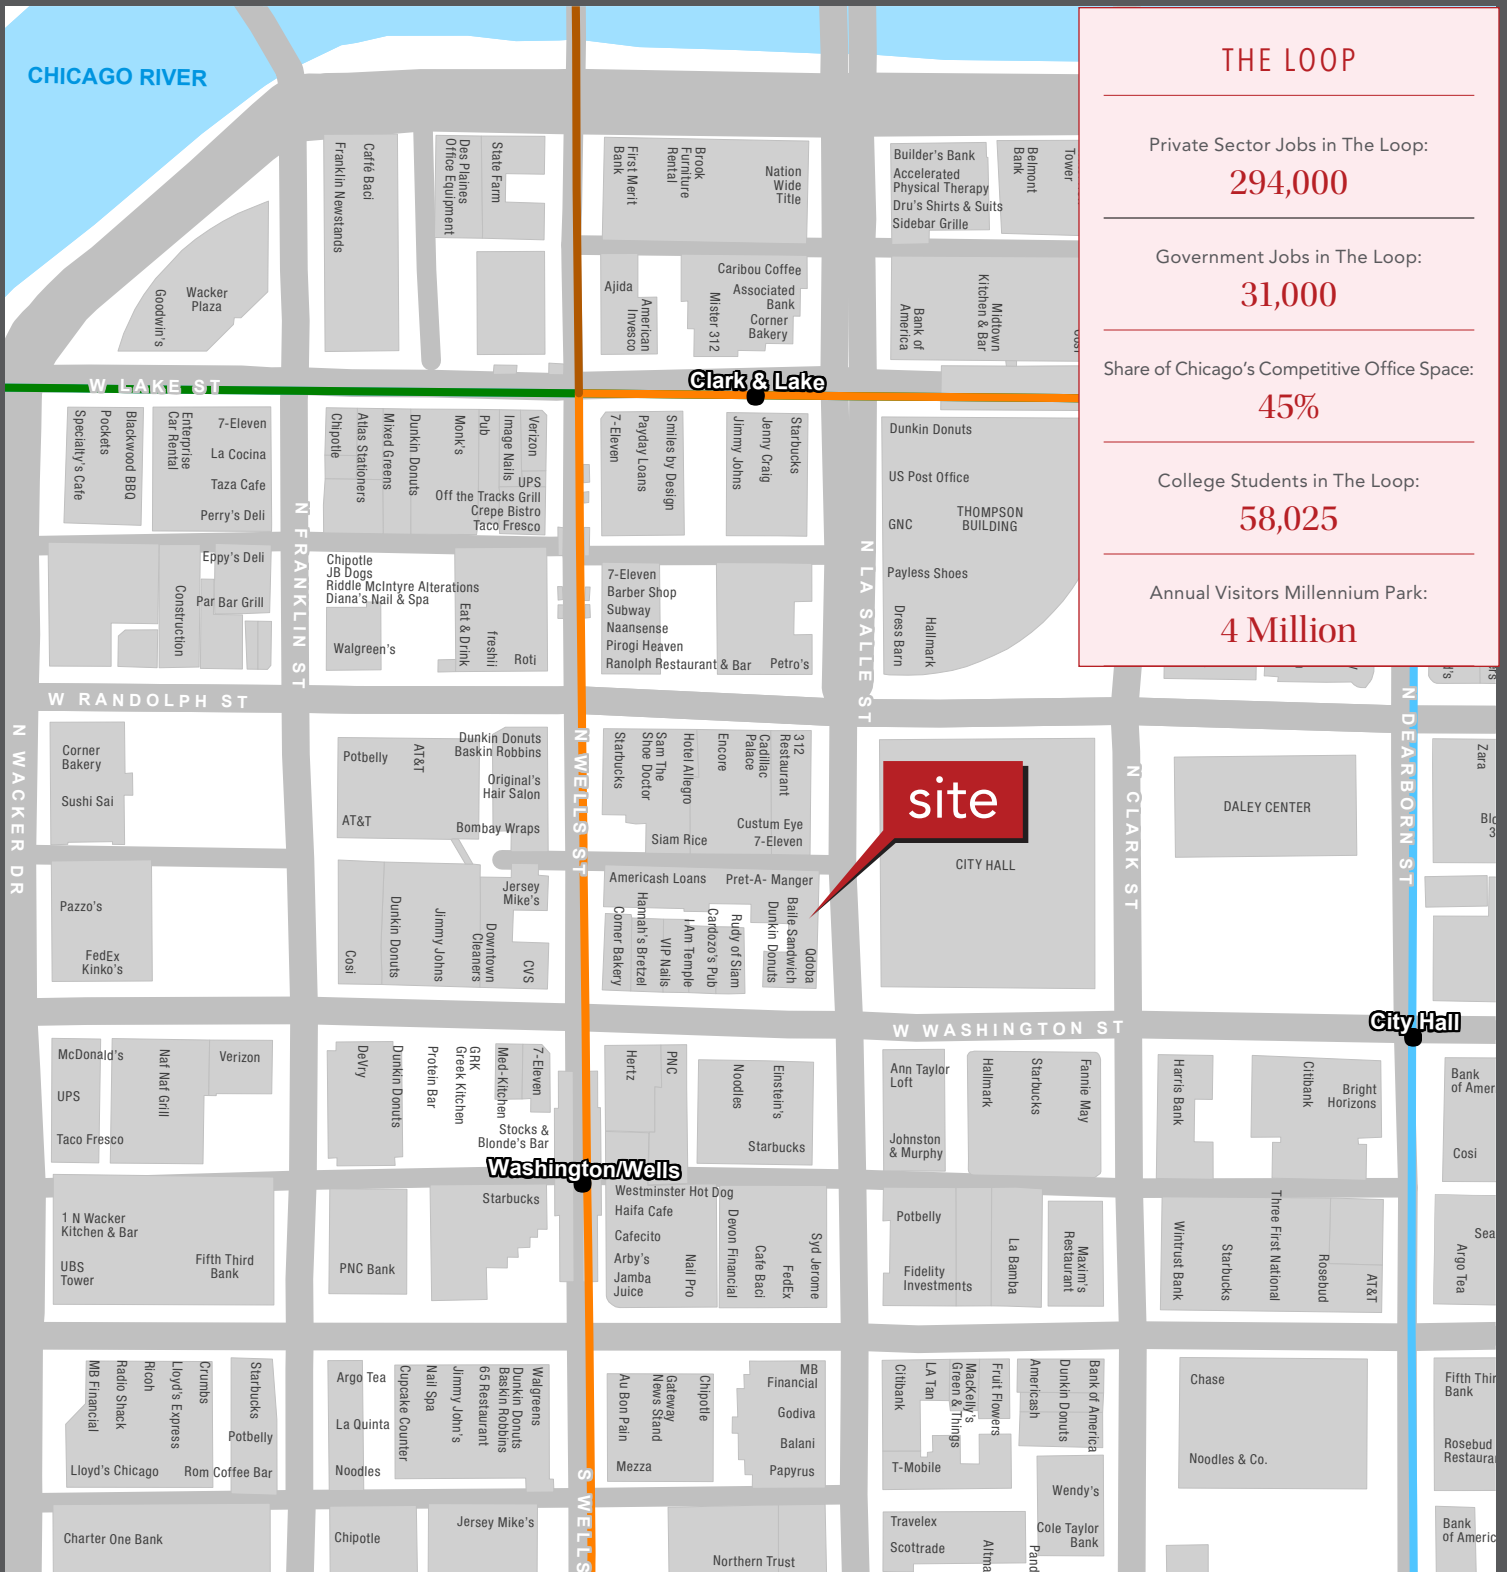 CHICAGO RIVER
THE LOOP
Private Sector Jobs in The Loop:
294,000
Government Jobs in The Loop:
31,000
Share of Chicago's Competitive Office Space:
45%
College Students in The Loop:
58,025
Annual Visitors Millennium Park:
4 Million
Franklin Newstands
Caffé Baci
Des Plaines
Office Equipment
State Farm
First Merit
Bank
Brook
Furniture
Rental
Nation
Wide
Title
Builder's Bank
Accelerated
Physical Therapy
Dru's Shirts & Suits
Sidebar Grille
Belmont
Bank
Tower
Goodwin's
Wacker
Plaza
Ajida
American
Invesco
Mister 312
Caribou Coffee
Associated
Bank
Corner
Bakery
Bank of
America
Midtown
Kitchen & Bar
Cosi
W LAKE ST
Clark & Lake
Specialty's Cafe
Pockets
Blackwood BBQ
Enterprise
Car Rental
7-Eleven
La Cocina
Taza Cafe
Perry's Deli
Chipotle
Atlas Stationers
Mixed Greens
Dunkin Donuts
Monk's
Pub
Image Nails
Verizon
UPS
Off the Tracks Grill
Crepe Bistro
Taco Fresco
7-Eleven
Payday Loans
Smiles by Design
Jimmy Johns
Jenny Craig
Starbucks
Dunkin Donuts
US Post Office
GNC
THOMPSON
BUILDING
Payless Shoes
Dress Barn
Hallmark
N FRANKLIN ST
N LA SALLE ST
Eppy's Deli
Construction
Par Bar Grill
Chipotle
JB Dogs
Riddle McIntyre Alterations
Diana's Nail & Spa
Walgreen's
Eat & Drink
freshii
Roti
7-Eleven
Barber Shop
Subway
Naansense
Pirogi Heaven
Ranolph Restaurant & Bar
Petro's
W RANDOLPH ST
N WACKER DR
N WELLS ST
N CLARK ST
N DEARBORN ST
Corner
Bakery
Sushi Sai
Potbelly
AT&T
AT&T
Dunkin Donuts
Baskin Robbins
Original's
Hair Salon
Bombay Wraps
Starbucks
Sam The
Shoe Doctor
Hotel Allegro
Encore
Cadillac
Palace
312
Restaurant
Siam Rice
Custum Eye
7-Eleven
site
CITY HALL
DALEY CENTER
Zara
Pazzo's
FedEx
Kinko's
Cosi
Dunkin Donuts
Jimmy Johns
Downtown
Cleaners
Jersey
Mike's
CVS
Americash Loans
Pret-A- Manger
Corner Bakery
Hannah's Bretzel
VIP Nails
I Am Temple
Cardozo's Pub
Rudy of Siam
Dunkin Donuts
Baile Sandwich
Qdoba
W WASHINGTON ST
City Hall
McDonald's
UPS
Taco Fresco
Naf Naf Grill
Verizon
DeVry
Dunkin Donuts
Protein Bar
GRK
Greek Kitchen
Med-Kitchen
7-Eleven
Stocks &
Blonde's Bar
Hertz
PNC
Noodles
Einstein's
Starbucks
Ann Taylor
Loft
Johnston
& Murphy
Hallmark
Starbucks
Fannie May
Harris Bank
Citibank
Bright
Horizons
Bank
of Amer
Cosi
Washington/Wells
1 N Wacker
Kitchen & Bar
UBS
Tower
Fifth Third
Bank
PNC Bank
Starbucks
Westminster Hot Dog
Haifa Cafe
Cafecito
Arby's
Jamba
Juice
Nail Pro
Devon Financial
Cafe Baci
FedEx
Syd Jerome
Potbelly
Fidelity
Investments
La Bamba
Maxim's
Restaurant
Wintrust Bank
Starbucks
Three First National
Rosebud
AT&T
Sea
Argo Tea
MB Financial
Radio Shack
Ricoh
Lloyd's Express
Crumbs
Starbucks
Potbelly
Lloyd's Chicago
Rom Coffee Bar
Argo Tea
La Quinta
Noodles
Cupcake Counter
Nail Spa
Jimmy John's
65 Restaurant
Dunkin Donuts
Baskin Robbins
Walgreens
Au Bon Pain
Gateway
News Stand
Chipotle
Mezza
MB
Financial
Godiva
Balani
Papyrus
Citibank
LA Tan
MacKelly's
Green & Things
Fruit Flowers
Americash
Dunkin Donuts
Bank of America
T-Mobile
Wendy's
Chase
Noodles & Co.
Fifth Thir
Bank
Rosebud
Restaura
S WELLS
Charter One Bank
Chipotle
Jersey Mike's
Northern Trust
Travelex
Scottrade
Altma
Pand
Cole Taylor
Bank
Bank
of Americ